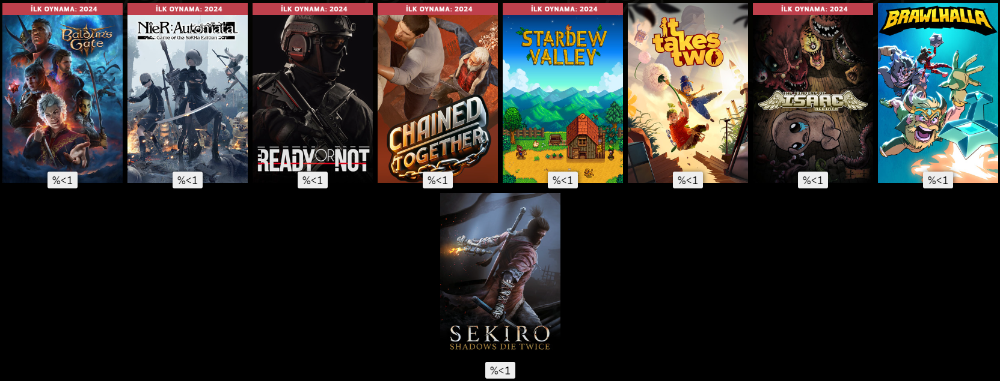 İLK OYNAMA: 2024
Baldur's
Gate
%<1
İLK OYNAMA: 2024
NieR:Automata
Game of the YoRHa Edition
%<1
İLK OYNAMA: 2024
POLICE
READY OR NOT
%<1
İLK OYNAMA: 2024
CHAINED
TOGETHER
%<1
İLK OYNAMA: 2024
STARDEW
VALLEY
%<1
it
takes
two
%<1
İLK OYNAMA: 2024
THE BINDING OF
ISAAC
REBIRTH
%<1
BRAWLHALLA
%<1
SEKIRO
SHADOWS DIE TWICE
%<1